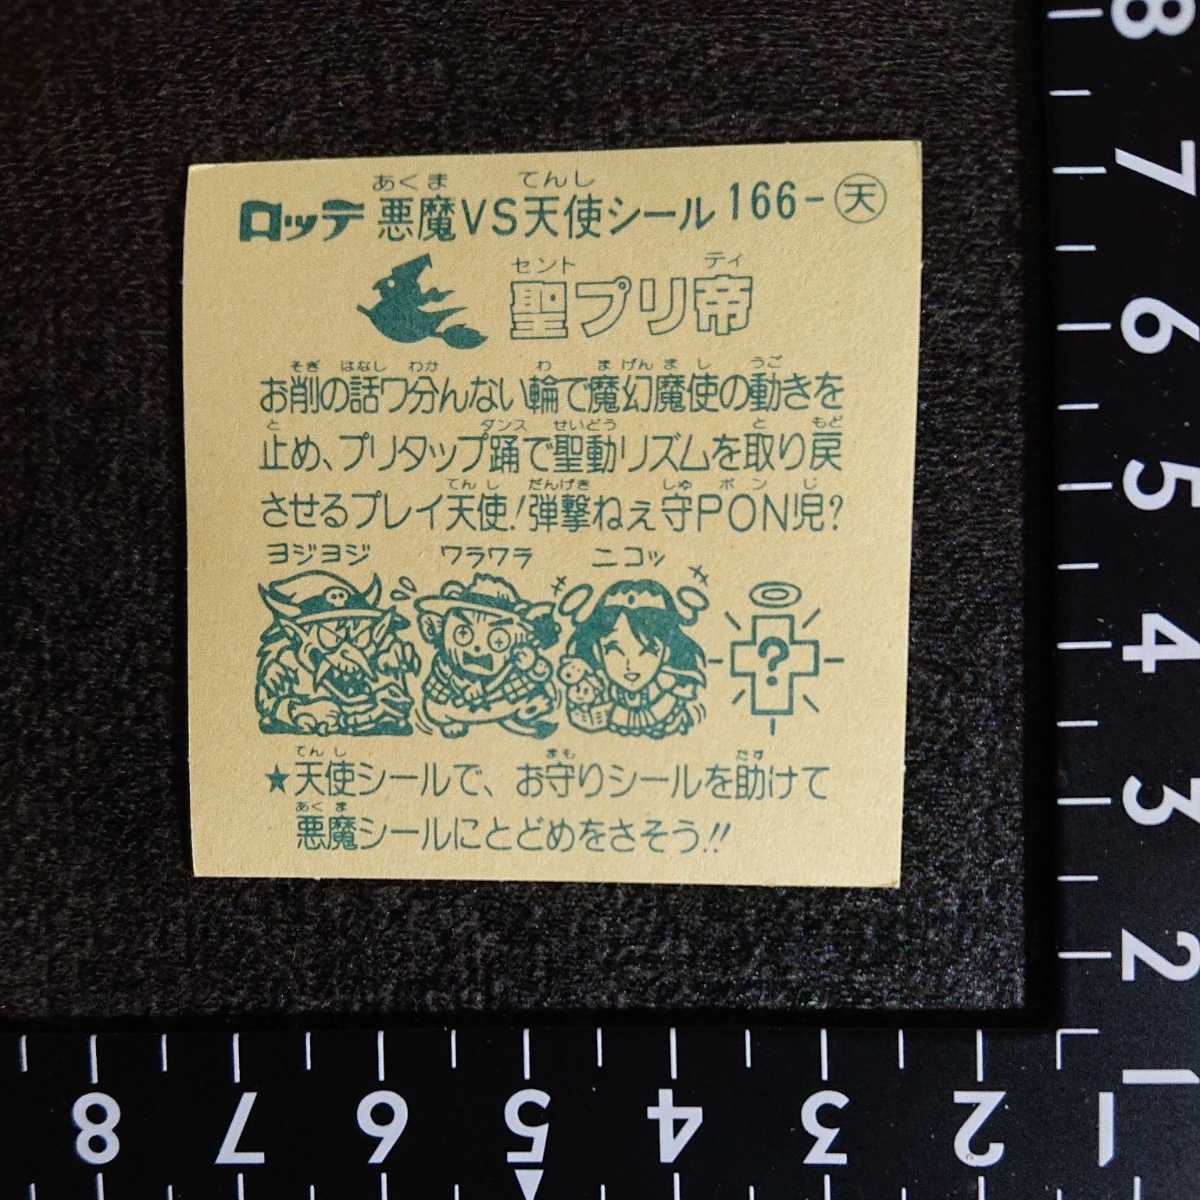 あくま てんし
ロッテ 悪魔VS天使シール 166-天
セント ティ
聖プリ帝
そぎ はなし わか わ まげんまし うご
お削の話ワ分んない輪で魔幻魔使の動きを
と ダンス せいどう と もど
止め、プリタップ踊で聖動リズムを取り戻
てんし だんげき しゅ ポン じ
させるプレイ天使!弾撃ねぇ守PON児?
ヨジヨジ ワラワラ ニコッ
?
てんし まも たす
★天使シールで、お守りシールを助けて
あくま
悪魔シールにとどめをさそう!!
8
7
6
5
4
3
2
1
8 7 6 5 4 3 2 1